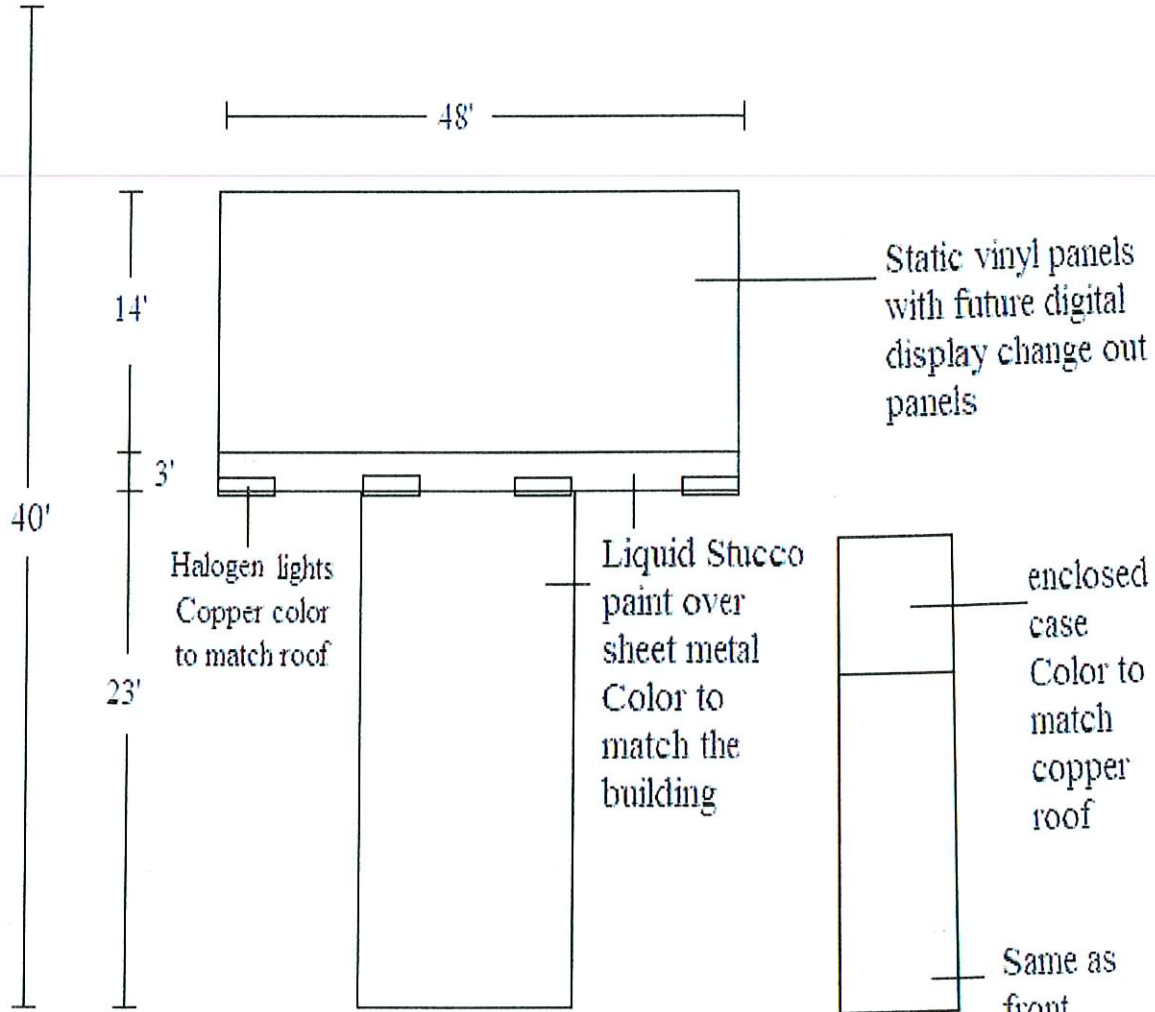 48'
14'
Static vinyl panels
with future digital
display change out
panels
3'
40'
Halogen lights
Copper color
to match roof
23'
Liquid Stucco
paint over
sheet metal
Color to
match the
building
enclosed
case
Color to
match
copper
roof
Same as
front